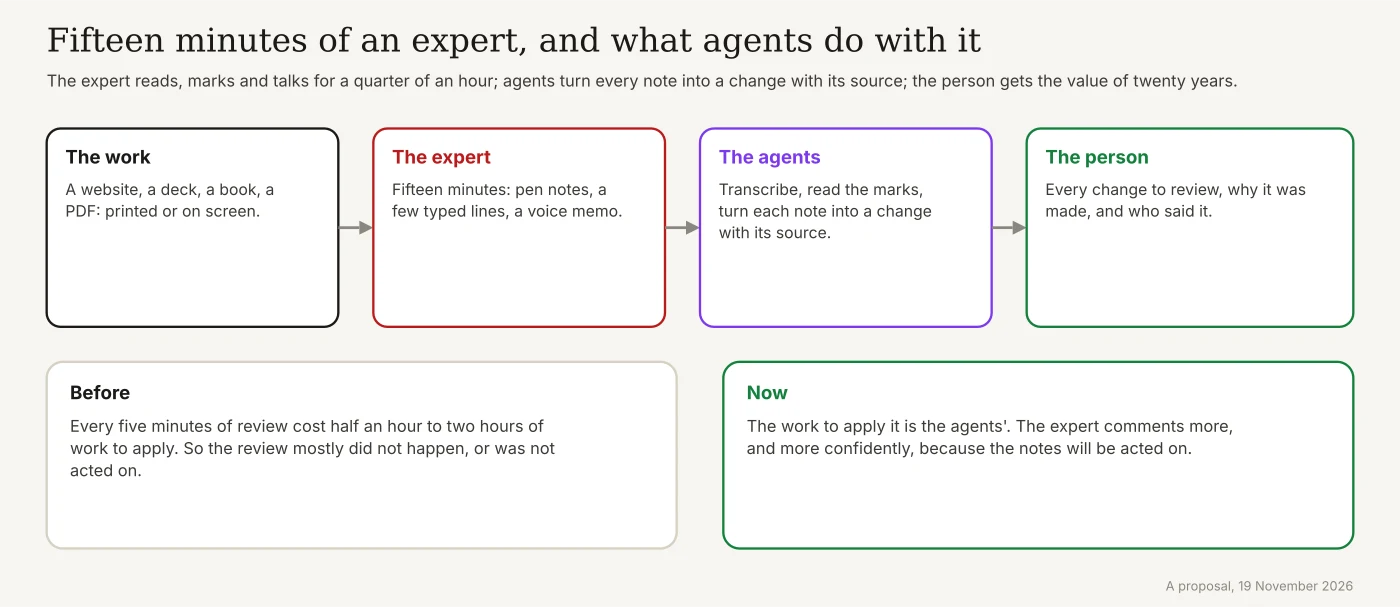 Fifteen minutes of an expert, and what agents do with it
The expert reads, marks and talks for a quarter of an hour; agents turn every note into a change with its source; the person gets the value of twenty years.
The work
A website, a deck, a book, a
PDF: printed or on screen.
The expert
Fifteen minutes: pen notes, a
few typed lines, a voice memo.
The agents
Transcribe, read the marks,
turn each note into a change
with its source.
The person
Every change to review, why it was
made, and who said it.
Before
Every five minutes of review cost half an hour to two hours of
work to apply. So the review mostly did not happen, or was not
acted on.
Now
The work to apply it is the agents'. The expert comments more,
and more confidently, because the notes will be acted on.
A proposal, 19 November 2026